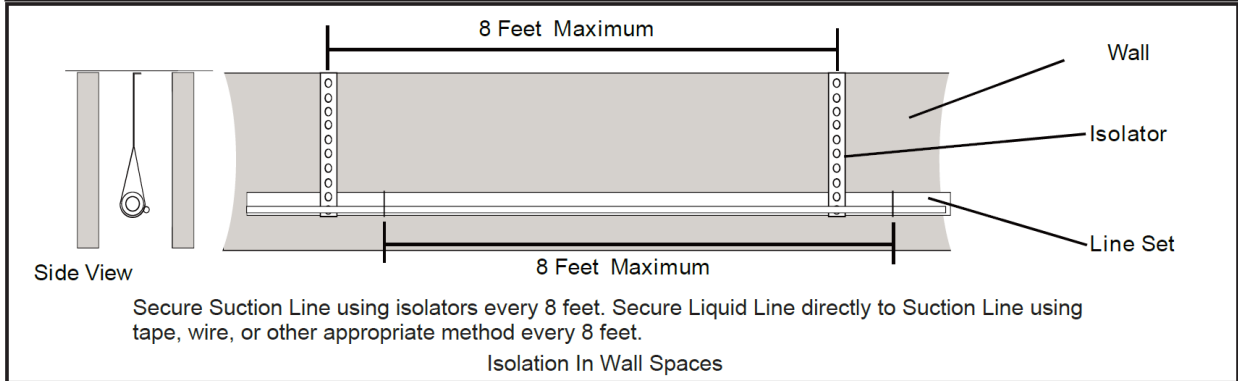 8 Feet Maximum
Wall
Isolator
Line Set
8 Feet Maximum
Side View
Secure Suction Line using isolators every 8 feet. Secure Liquid Line directly to Suction Line using
tape, wire, or other appropriate method every 8 feet.
Isolation In Wall Spaces